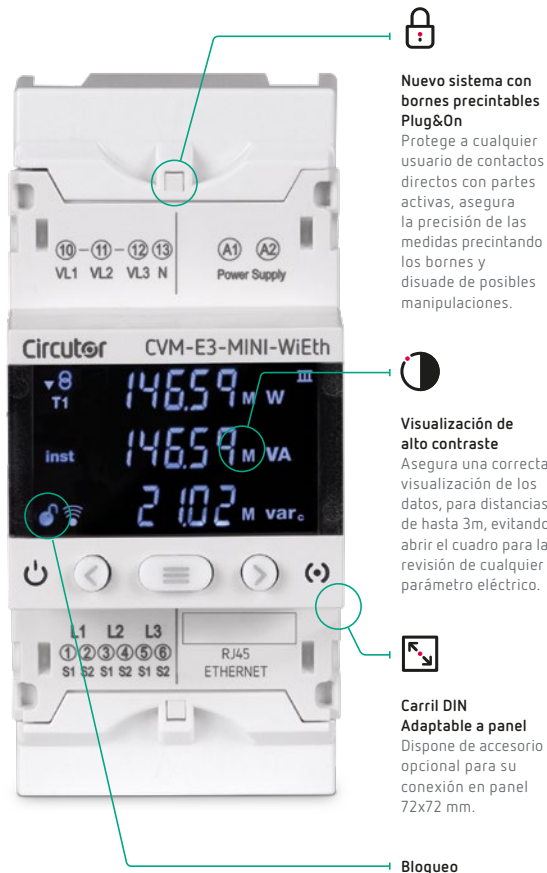 Nuevo sistema con
bornes precintables
Plug&On
Protege a cualquier
usuario de contactos
directos con partes
activas, asegura
la precisión de las
medidas precintando
los bornes y
disuade de posibles
manipulaciones.
10 11 12 13 A1 A2
VL1 VL2 VL3 N Power Supply
Circutor CVM-E3-MINI-WiEth
T1 146.59 M W III
inst 146.59 M VA
21.02 M varc
Visualización de
alto contraste
Asegura una correcta
visualización de los
datos, para distancias
de hasta 3m, evitando
abrir el cuadro para la
revisión de cualquier
parámetro eléctrico.
L1 L2 L3
1 2 3 4 5 6
S1 S2 S1 S2 S1 S2
RJ45
ETHERNET
Carril DIN
Adaptable a panel
Dispone de accesorio
opcional para su
conexión en panel
72x72 mm.
Bloqueo